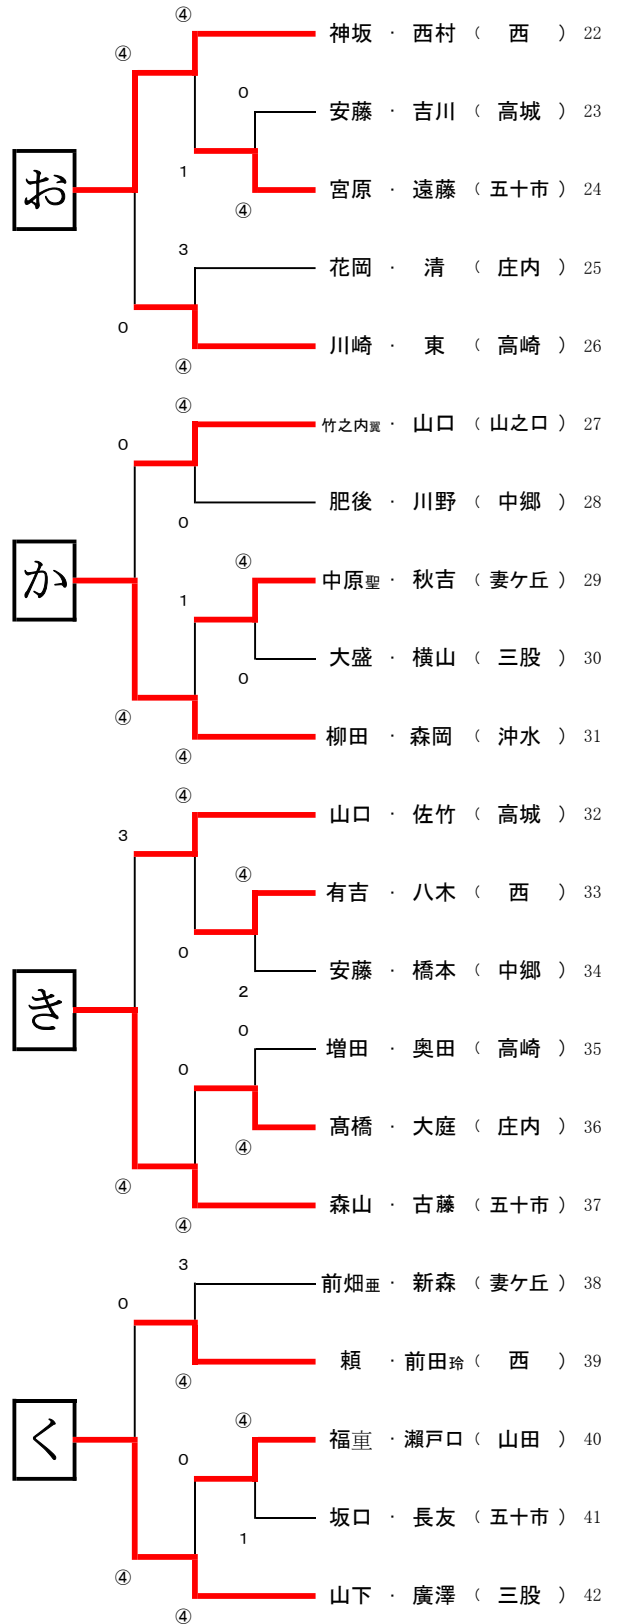 ④
神坂 ・ 西村 （ 西 ） 22
④
0
安藤 ・ 吉川 （ 高城 ） 23
お
1
宮原 ・ 遠藤 （ 五十市 ） 24
④
3
花岡 ・ 清 （ 庄内 ） 25
0
川崎 ・ 東 （ 高崎 ） 26
④
④
竹之内翼 ・ 山口 （ 山之口 ） 27
0
肥後 ・ 川野 （ 中郷 ） 28
0
④
か
中原聖 ・ 秋吉 （ 妻ケ丘 ） 29
1
大盛 ・ 横山 （ 三股 ） 30
0
④
柳田 ・ 森岡 （ 沖水 ） 31
④
④
山口 ・ 佐竹 （ 高城 ） 32
3
④
有吉 ・ 八木 （ 西 ） 33
0
安藤 ・ 橋本 （ 中郷 ） 34
2
き
0
増田 ・ 奥田 （ 高崎 ） 35
0
髙橋 ・ 大庭 （ 庄内 ） 36
④
④
森山 ・ 古藤 （ 五十市 ） 37
④
3
前畑亜 ・ 新森 （ 妻ケ丘 ） 38
0
頼 ・ 前田玲 （ 西 ） 39
④
④
く
福重 ・ 瀬戸口 （ 山田 ） 40
0
坂口 ・ 長友 （ 五十市 ） 41
1
④
山下 ・ 廣澤 （ 三股 ） 42
④